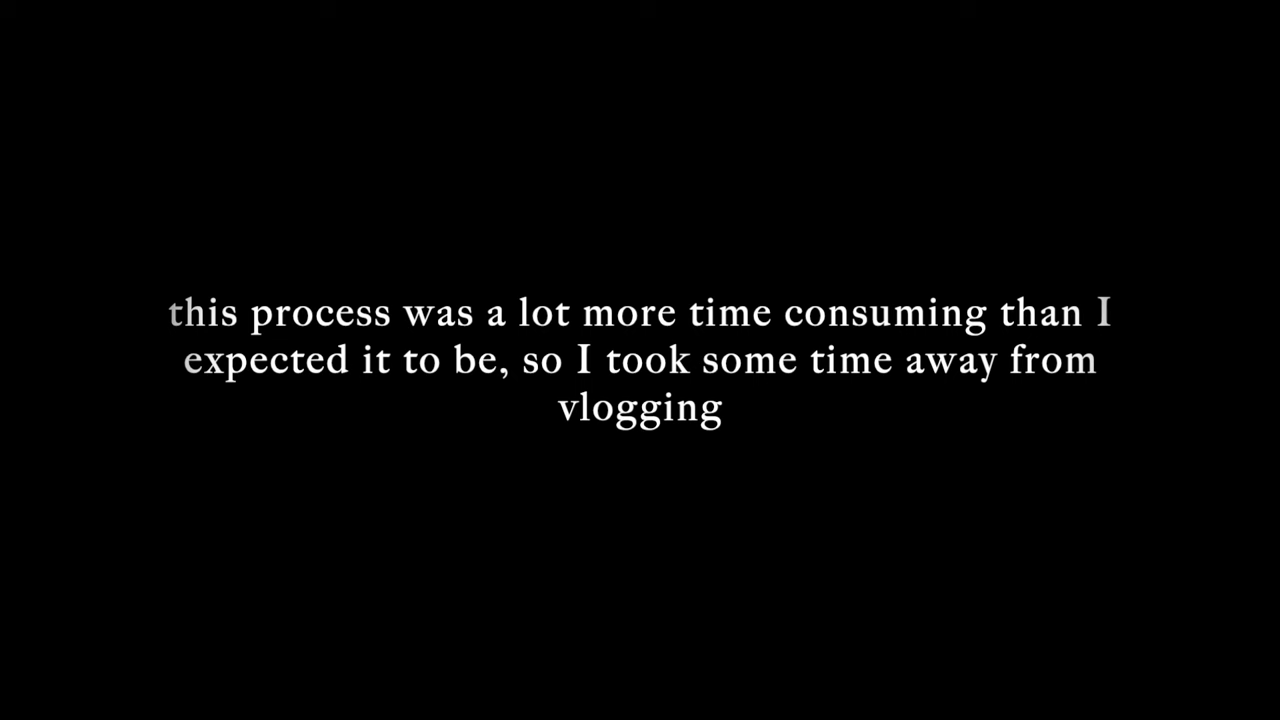 this process was a lot more time consuming than I
expected it to be, so I took some time away from
vlogging